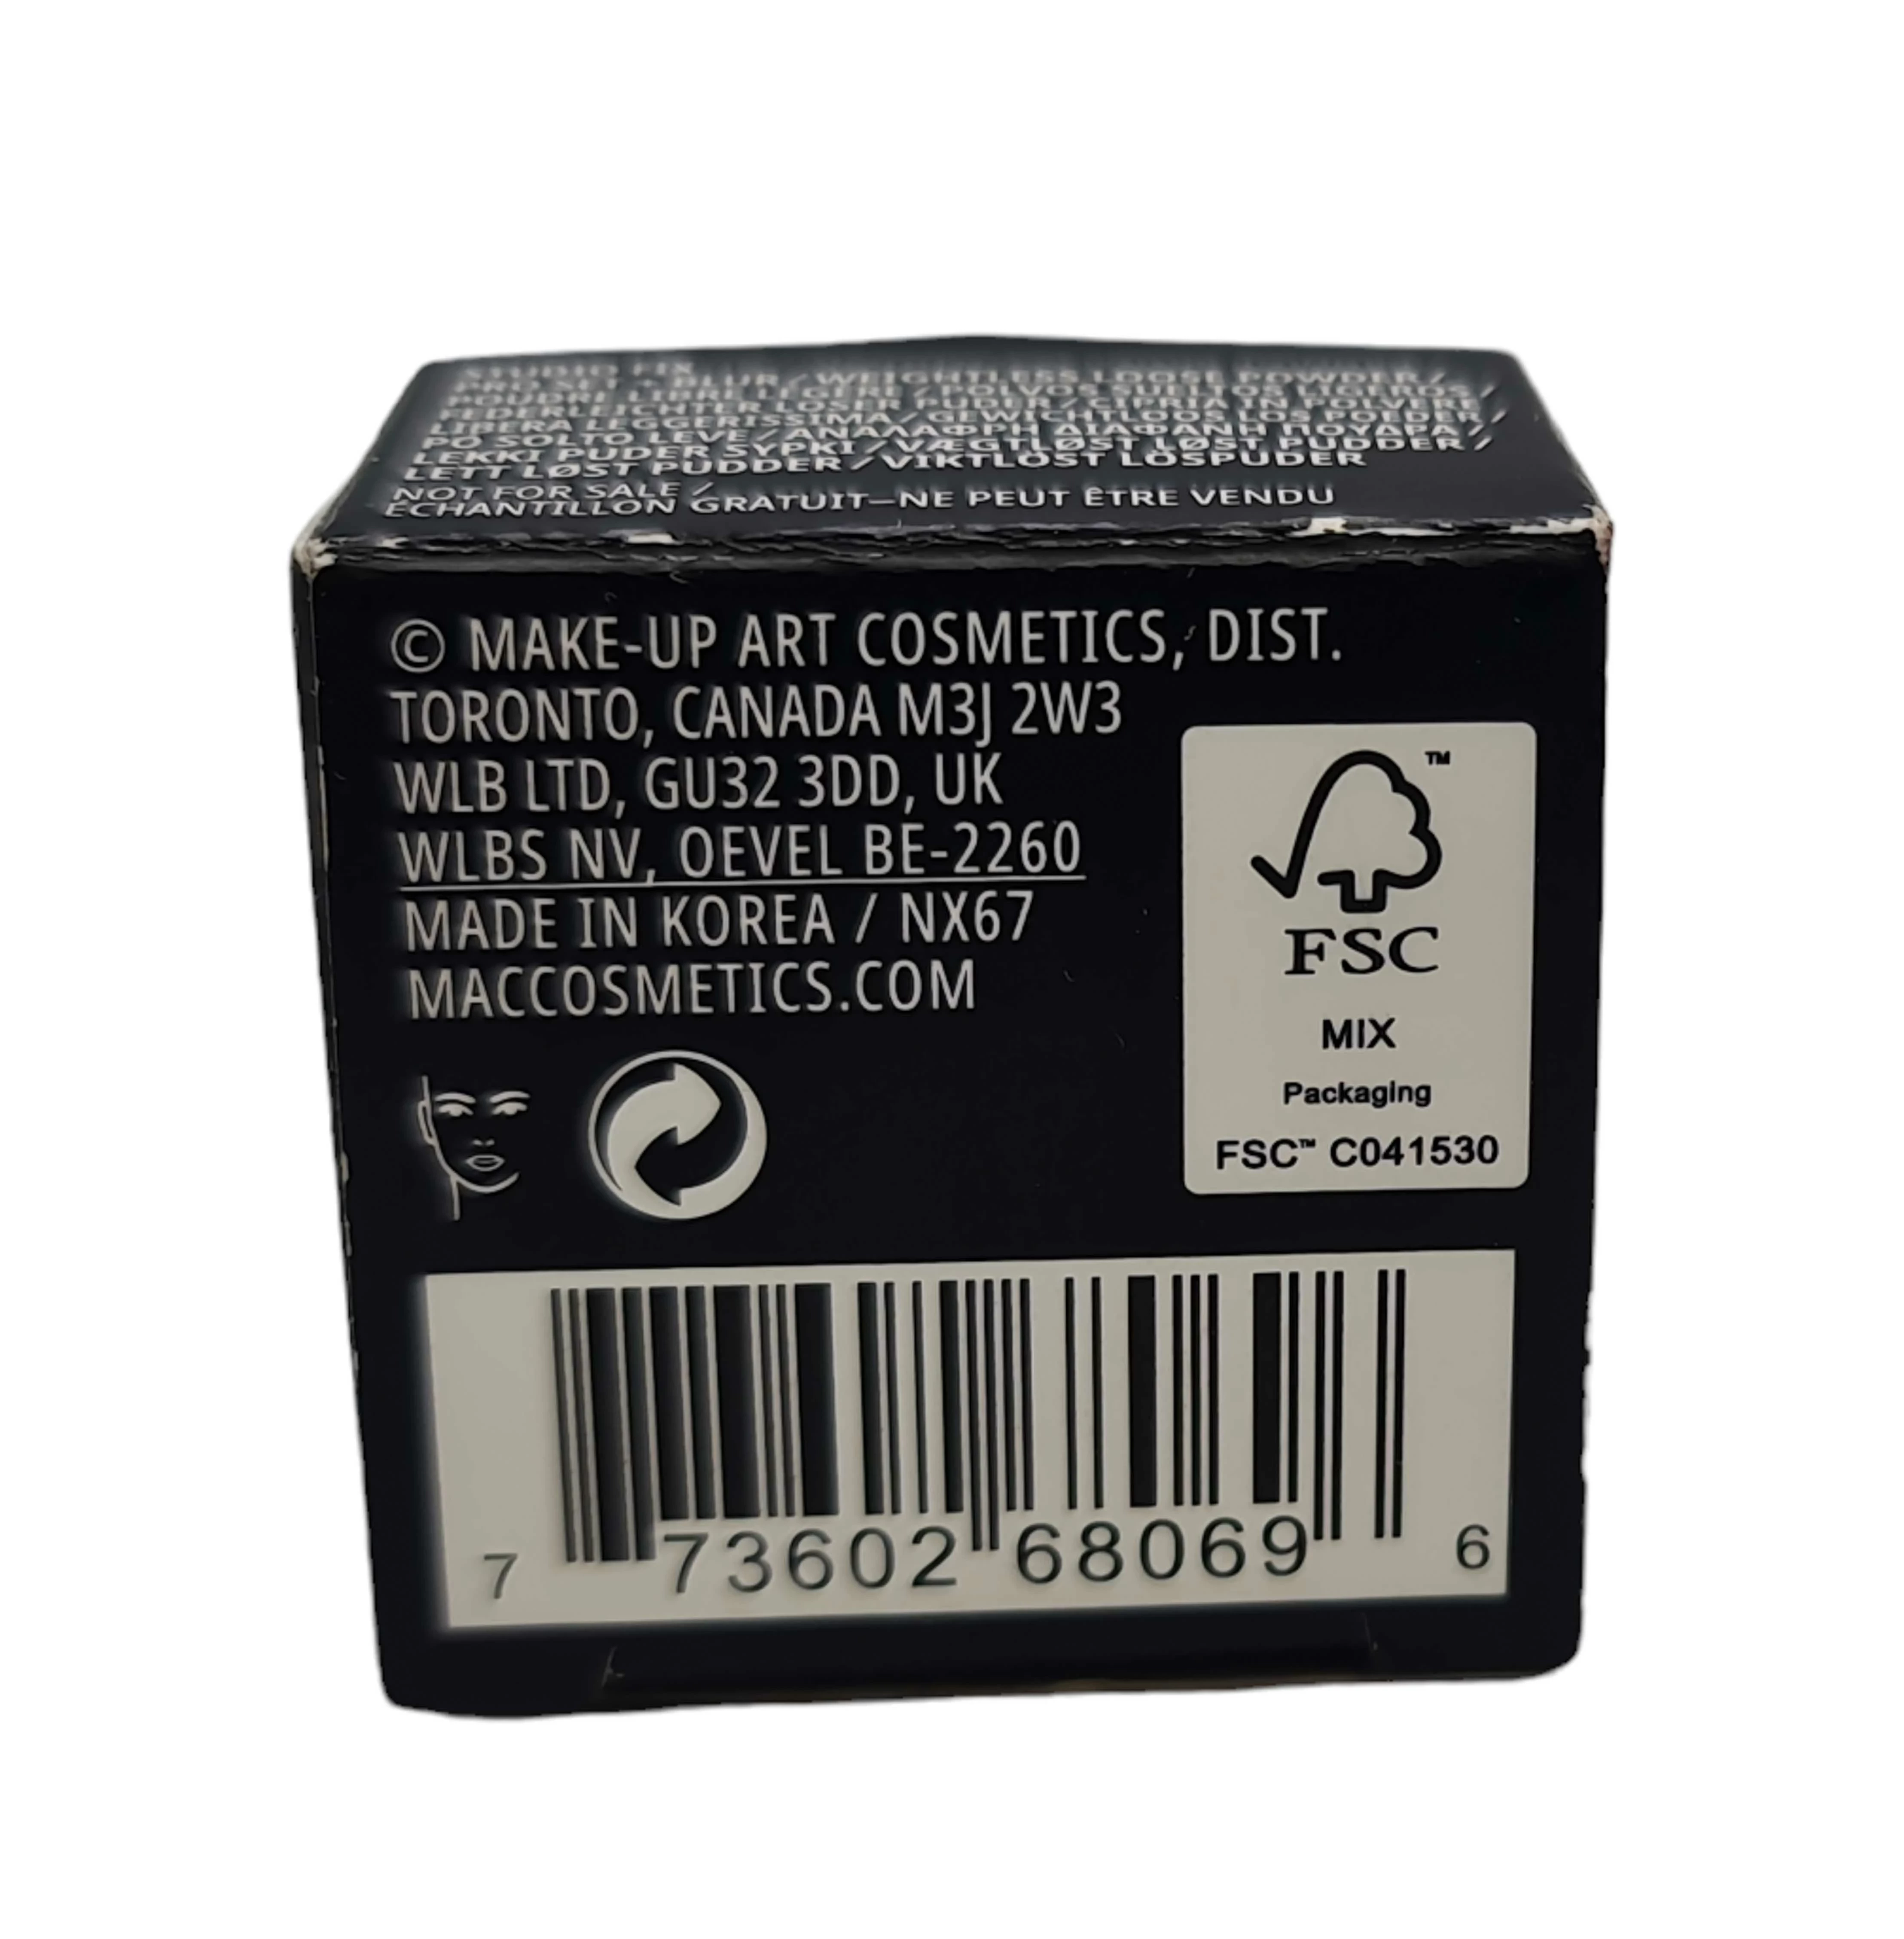 STUDIO FIX
PRO SET + BLUR / WEIGHTLESS LOOSE POWDER /
POUDRE LIBRE LÉGÈRE / POLVOS SUELTOS LIGEROS /
FEDERLEICHTER LOSER PUDER / CIPRIA IN POLVERE
LIBERA LEGGERISSIMA / GEWICHTLOOS LOS POEDER /
PÓ SOLTO LEVE / ΑΝΑΛΑΦΡΗ ΔΙΑΦΑΝΗ ΠΟΥΔΡΑ /
LEKKI PUDER SYPKI / VÆGTLØST LØST PUDDER /
LETT LØST PUDDER / VIKTLÖST LÖSPUDER
NOT FOR SALE /
ÉCHANTILLON GRATUIT–NE PEUT ÊTRE VENDU
© MAKE-UP ART COSMETICS, DIST.
TORONTO, CANADA M3J 2W3
WLB LTD, GU32 3DD, UK
WLBS NV, OEVEL BE-2260
MADE IN KOREA / NX67
MACCOSMETICS.COM
™
FSC
MIX
Packaging
FSC™ C041530
7 73602 68069 6